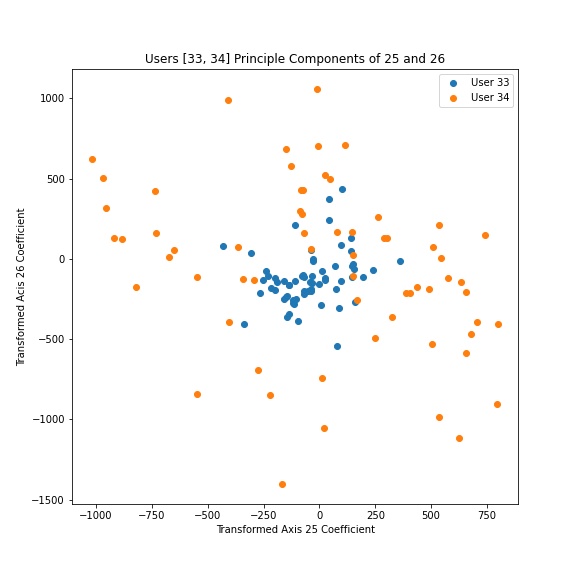 Users [33, 34] Principle Components of 25 and 26
User 33
User 34
1000
500
0
−500
−1000
−1500
Transformed Acis 26 Coefficient
−1000 −750 −500 −250 0 250 500 750
Transformed Axis 25 Coefficient